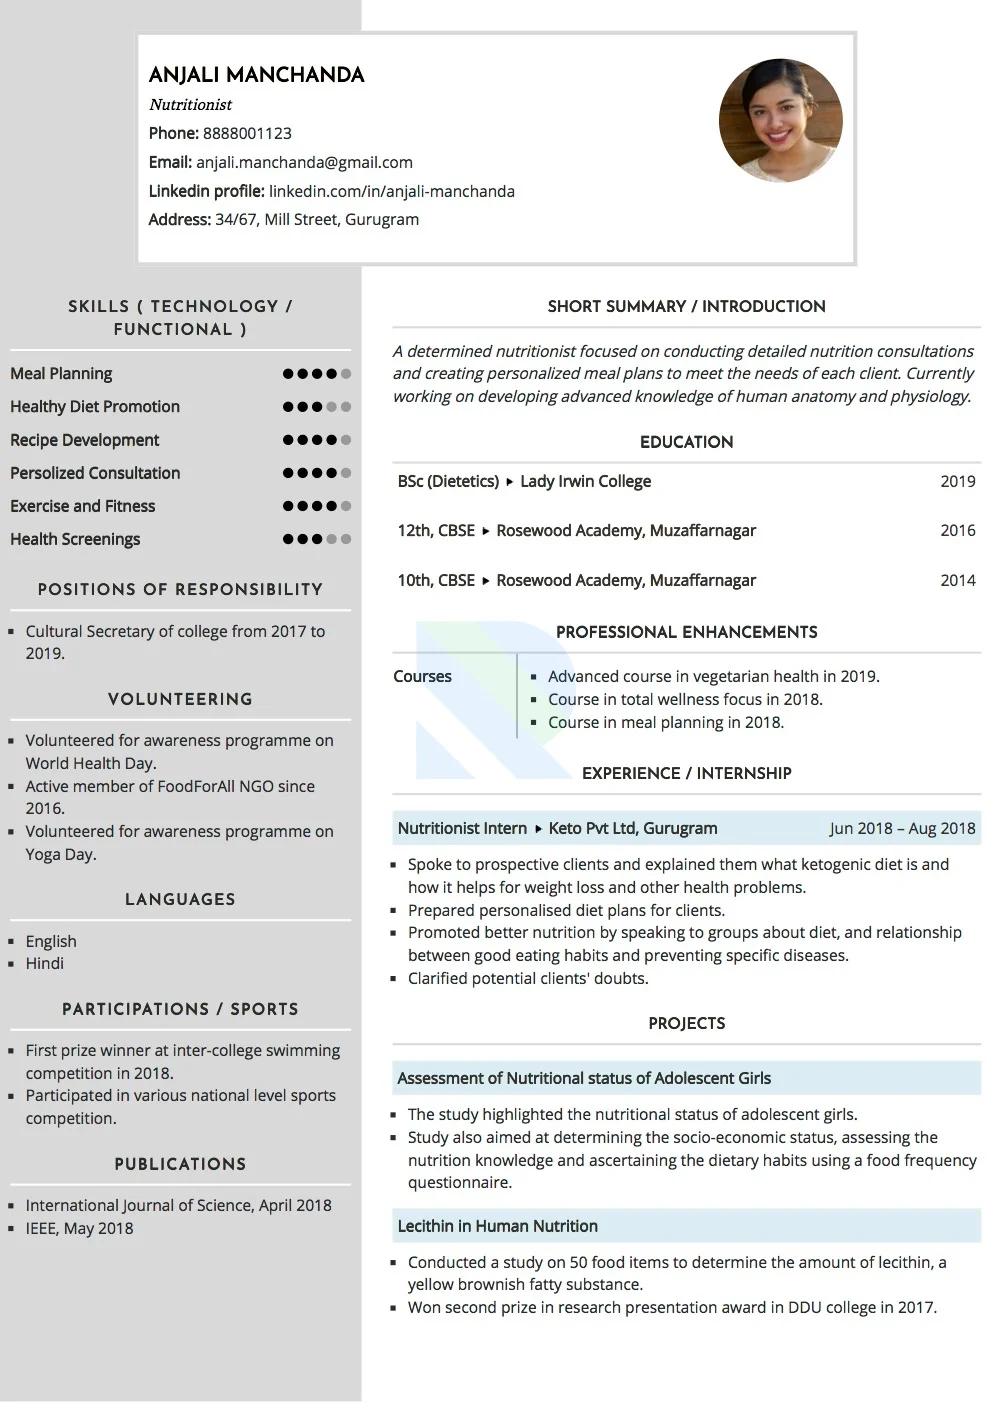 ANJALI MANCHANDA
Nutritionist
Phone: 8888001123
Email: anjali.manchanda@gmail.com
Linkedin profile: linkedin.com/in/anjali-manchanda
Address: 34/67, Mill Street, Gurugram
SKILLS ( TECHNOLOGY /
FUNCTIONAL )
Meal Planning
Healthy Diet Promotion
Recipe Development
Persolized Consultation
Exercise and Fitness
Health Screenings
POSITIONS OF RESPONSIBILITY
Cultural Secretary of college from 2017 to
2019.
VOLUNTEERING
Volunteered for awareness programme on
World Health Day.
Active member of FoodForAll NGO since
2016.
Volunteered for awareness programme on
Yoga Day.
LANGUAGES
English
Hindi
PARTICIPATIONS / SPORTS
First prize winner at inter-college swimming
competition in 2018.
Participated in various national level sports
competition.
PUBLICATIONS
International Journal of Science, April 2018
IEEE, May 2018
SHORT SUMMARY / INTRODUCTION
A determined nutritionist focused on conducting detailed nutrition consultations
and creating personalized meal plans to meet the needs of each client. Currently
working on developing advanced knowledge of human anatomy and physiology.
EDUCATION
BSc (Dietetics) ▸ Lady Irwin College 2019
12th, CBSE ▸ Rosewood Academy, Muzaffarnagar 2016
10th, CBSE ▸ Rosewood Academy, Muzaffarnagar 2014
PROFESSIONAL ENHANCEMENTS
Courses
Advanced course in vegetarian health in 2019.
Course in total wellness focus in 2018.
Course in meal planning in 2018.
EXPERIENCE / INTERNSHIP
Nutritionist Intern ▸ Keto Pvt Ltd, Gurugram Jun 2018 – Aug 2018
Spoke to prospective clients and explained them what ketogenic diet is and
how it helps for weight loss and other health problems.
Prepared personalised diet plans for clients.
Promoted better nutrition by speaking to groups about diet, and relationship
between good eating habits and preventing specific diseases.
Clarified potential clients' doubts.
PROJECTS
Assessment of Nutritional status of Adolescent Girls
The study highlighted the nutritional status of adolescent girls.
Study also aimed at determining the socio-economic status, assessing the
nutrition knowledge and ascertaining the dietary habits using a food frequency
questionnaire.
Lecithin in Human Nutrition
Conducted a study on 50 food items to determine the amount of lecithin, a
yellow brownish fatty substance.
Won second prize in research presentation award in DDU college in 2017.